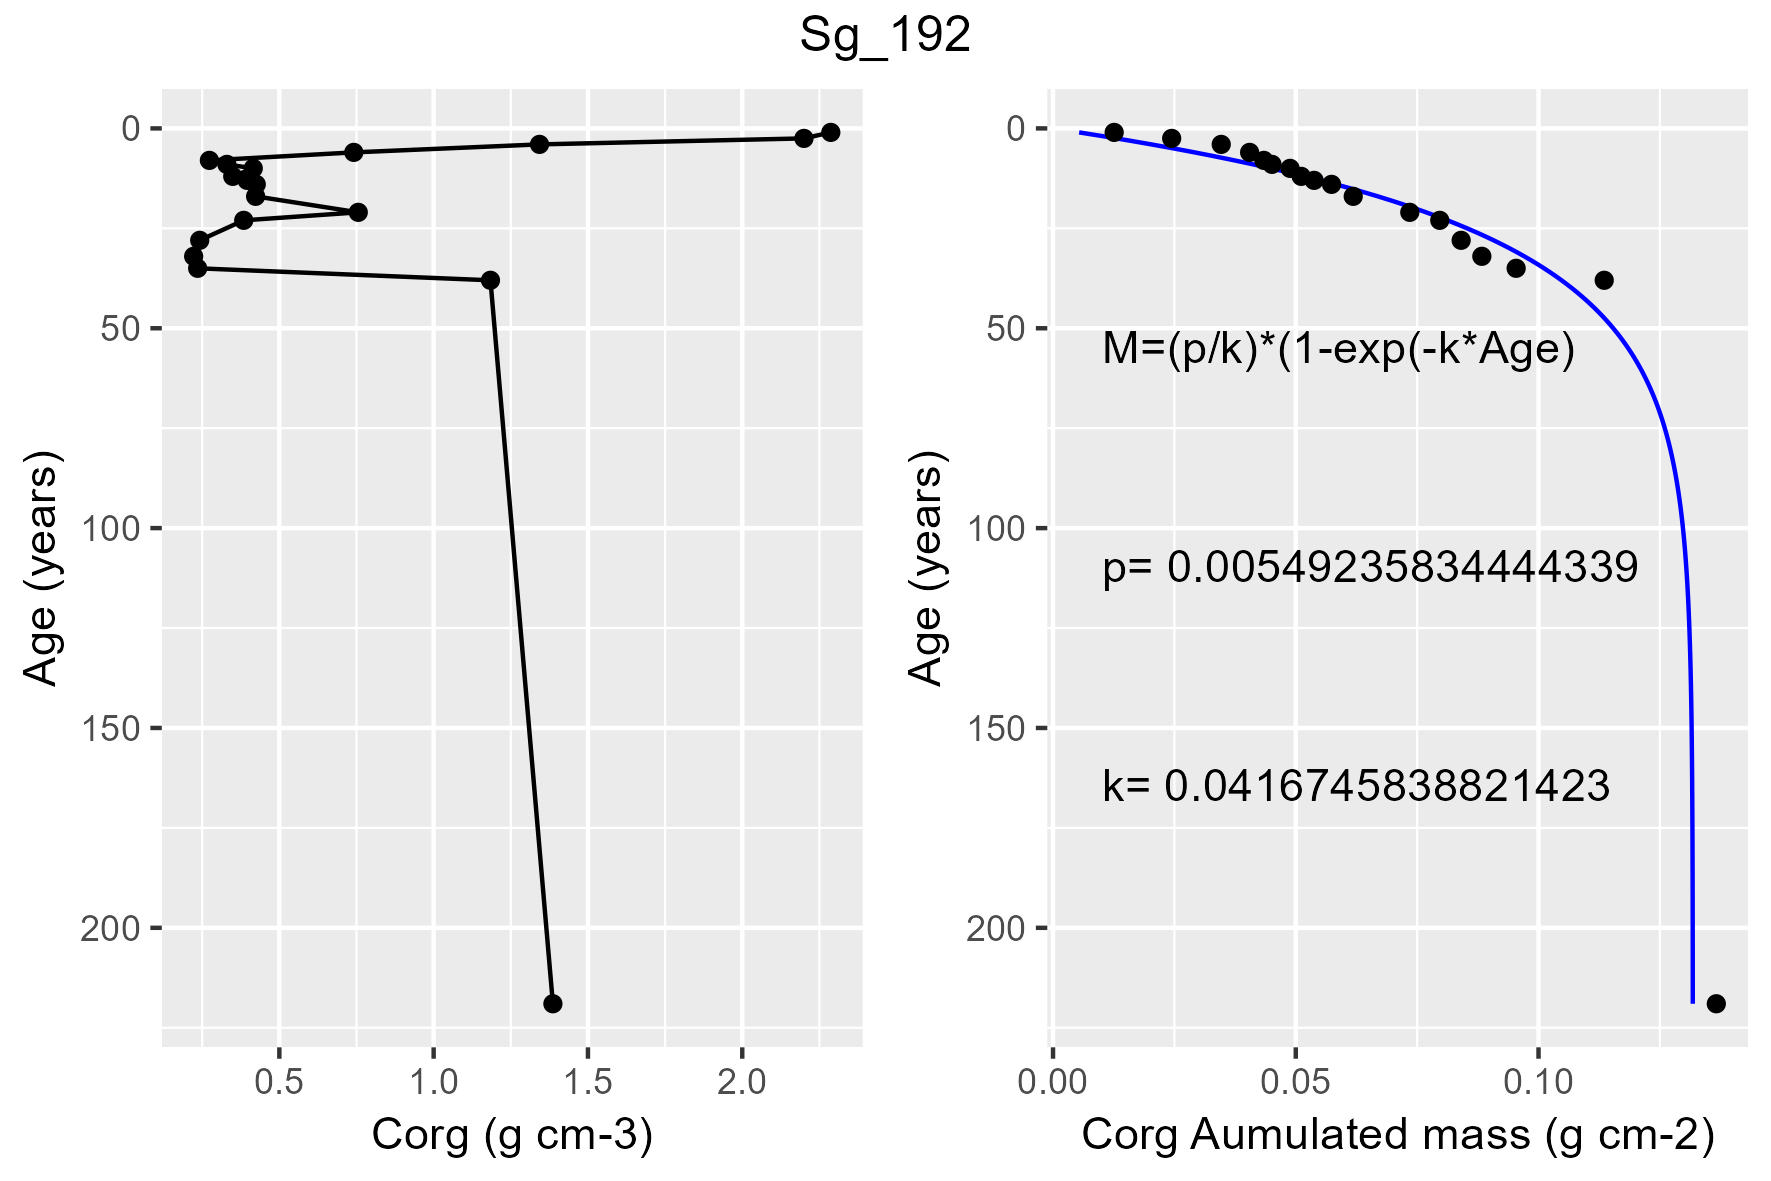 Sg_192
0
50
100
150
200
Age (years)
0.5 1.0 1.5 2.0
Corg (g cm-3)
0
50
100
150
200
Age (years)
M=(p/k)*(1-exp(-k*Age)
p= 0.00549235834444339
k= 0.0416745838821423
0.00 0.05 0.10
Corg Aumulated mass (g cm-2)